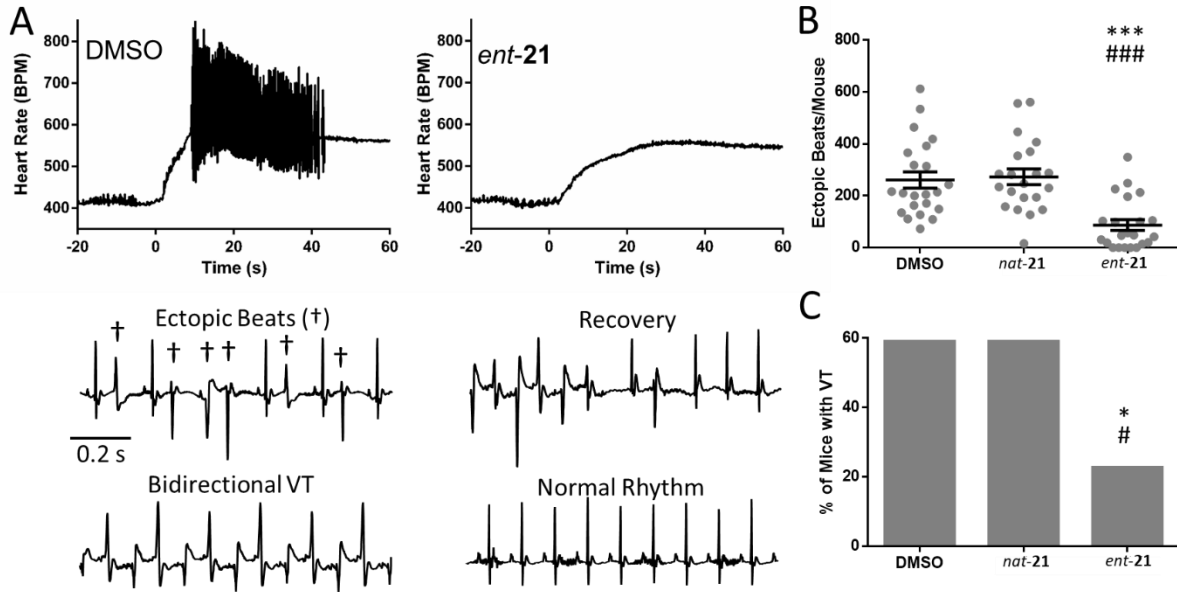 A
DMSO
Heart Rate (BPM)
800
700
600
500
400
-20
0
20
40
60
Time (s)
ent-21
Heart Rate (BPM)
800
700
600
500
400
-20
0
20
40
60
Time (s)
Ectopic Beats (†)
† † † † † †
0.2 s
Recovery
Bidirectional VT
Normal Rhythm
B
***
###
Ectopic Beats/Mouse
800
600
400
200
0
DMSO nat-21 ent-21
C
*
#
% of Mice with VT
60
40
20
0
DMSO nat-21 ent-21